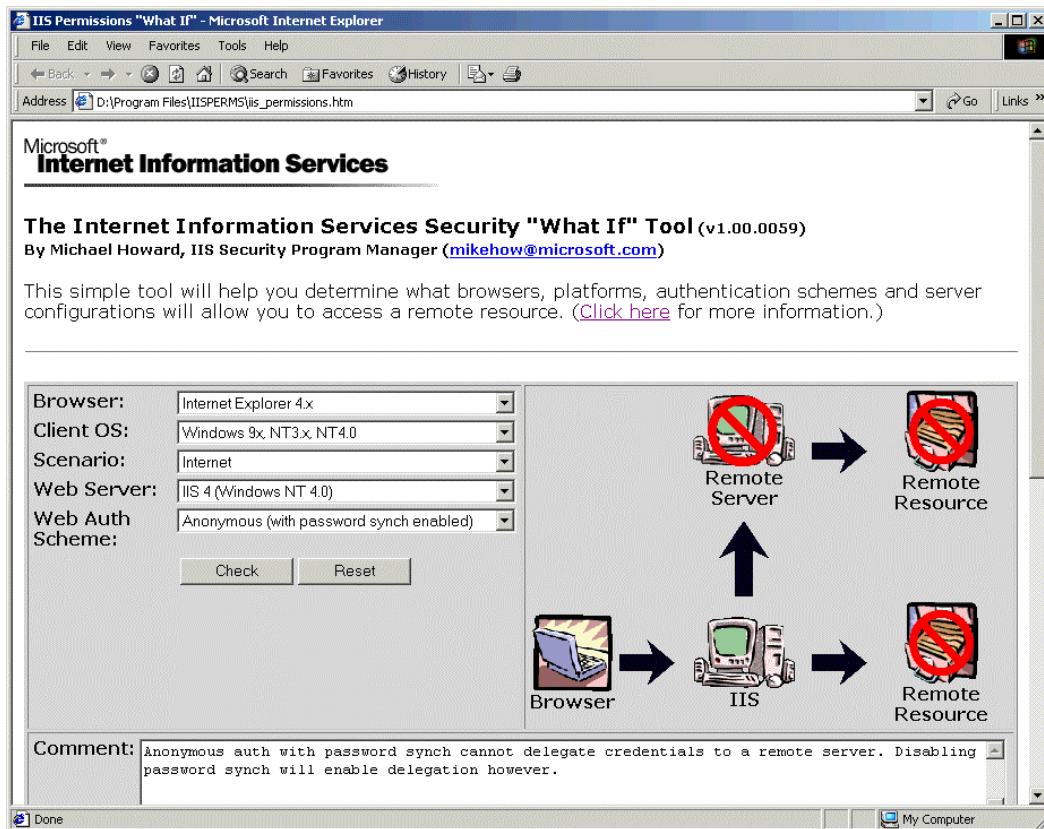 IIS Permissions "What If" - Microsoft Internet Explorer
File Edit View Favorites Tools Help
Back Search Favorites History
Address D:\Program Files\IISPERMS\iis_permissions.htm Go Links »
Microsoft®
Internet Information Services
The Internet Information Services Security "What If" Tool (v1.00.0059)
By Michael Howard, IIS Security Program Manager (mikehow@microsoft.com)
This simple tool will help you determine what browsers, platforms, authentication schemes and server
configurations will allow you to access a remote resource. (Click here for more information.)
Browser: Internet Explorer 4.x
Client OS: Windows 9x, NT3.x, NT4.0
Scenario: Internet
Web Server: IIS 4 (Windows NT 4.0)
Web Auth
Scheme: Anonymous (with password synch enabled)
Check Reset
Remote
Server
Remote
Resource
Browser
IIS
Remote
Resource
Comment: Anonymous auth with password synch cannot delegate credentials to a remote server. Disabling
password synch will enable delegation however.
Done My Computer